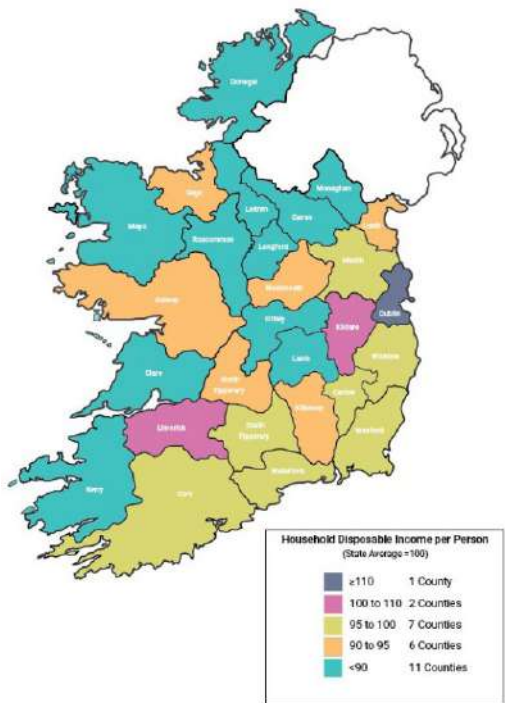 Donegal
Monaghan
Sligo
Leitrim
Cavan
Louth
Mayo
Roscommon
Longford
Meath
Westmeath
Galway
Offaly
Kildare
Dublin
Laois
Wicklow
Clare
North
Tipperary
Carlow
Kilkenny
Limerick
South
Tipperary
Wexford
Waterford
Kerry
Cork
Household Disposable Income per Person
(State Average =100)
≥110 1 County
100 to 110 2 Counties
95 to 100 7 Counties
90 to 95 6 Counties
<90 11 Counties